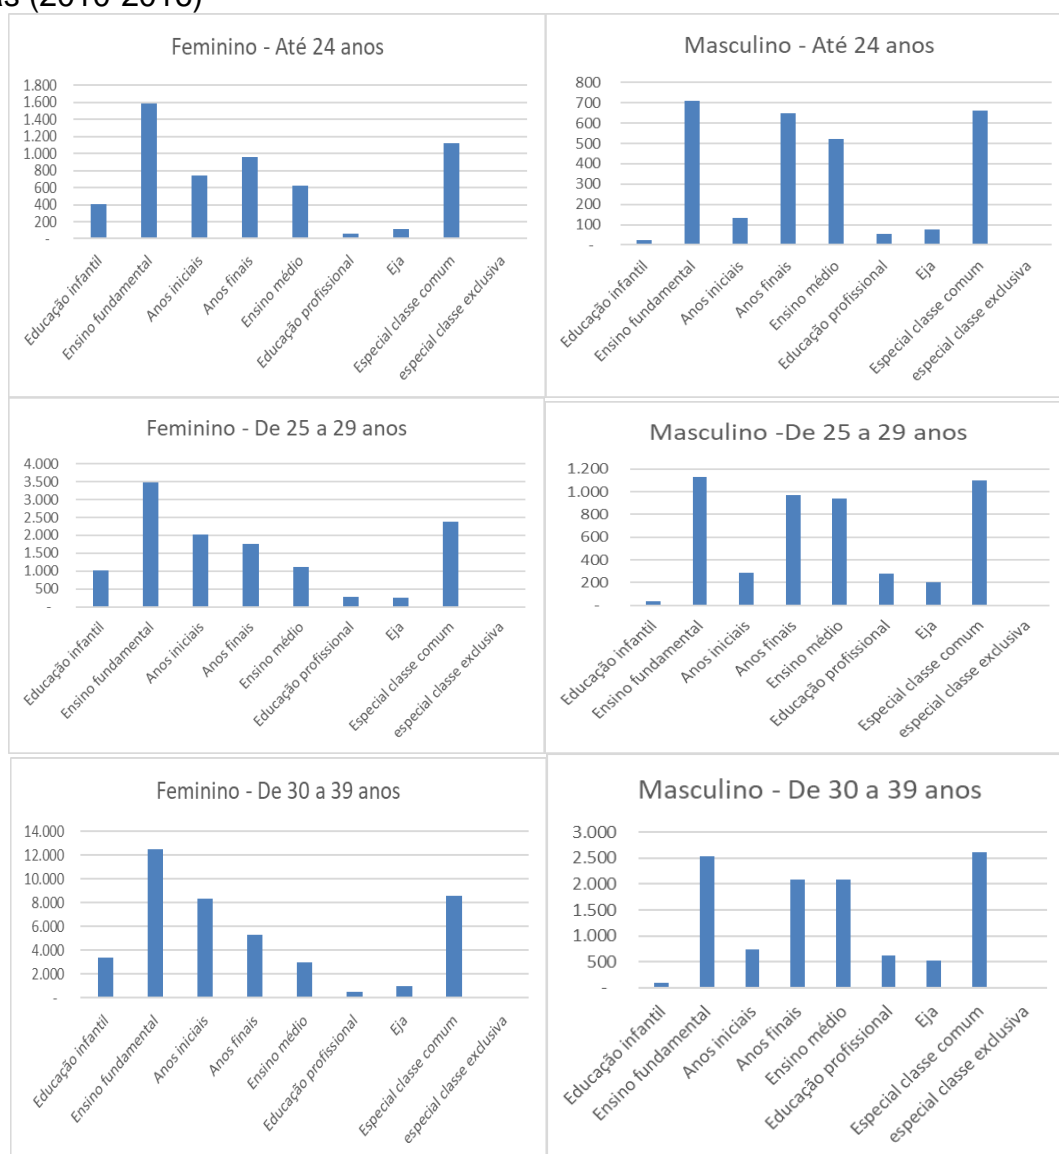 as (2010-2018)
Feminino - Até 24 anos
1.800
1.600
1.400
1.200
1.000
800
600
400
200
-
Educação infantil
Ensino fundamental
Anos iniciais
Anos finais
Ensino médio
Educação profissional
Eja
Especial classe comum
especial classe exclusiva
Masculino - Até 24 anos
800
700
600
500
400
300
200
100
-
Educação infantil
Ensino fundamental
Anos iniciais
Anos finais
Ensino médio
Educação profissional
Eja
Especial classe comum
especial classe exclusiva
Feminino - De 25 a 29 anos
4.000
3.500
3.000
2.500
2.000
1.500
1.000
500
-
Educação infantil
Ensino fundamental
Anos iniciais
Anos finais
Ensino médio
Educação profissional
Eja
Especial classe comum
especial classe exclusiva
Masculino -De 25 a 29 anos
1.200
1.000
800
600
400
200
-
Educação infantil
Ensino fundamental
Anos iniciais
Anos finais
Ensino médio
Educação profissional
Eja
Especial classe comum
especial classe exclusiva
Feminino - De 30 a 39 anos
14.000
12.000
10.000
8.000
6.000
4.000
2.000
-
Educação infantil
Ensino fundamental
Anos iniciais
Anos finais
Ensino médio
Educação profissional
Eja
Especial classe comum
especial classe exclusiva
Masculino - De 30 a 39 anos
3.000
2.500
2.000
1.500
1.000
500
-
Educação infantil
Ensino fundamental
Anos iniciais
Anos finais
Ensino médio
Educação profissional
Eja
Especial classe comum
especial classe exclusiva